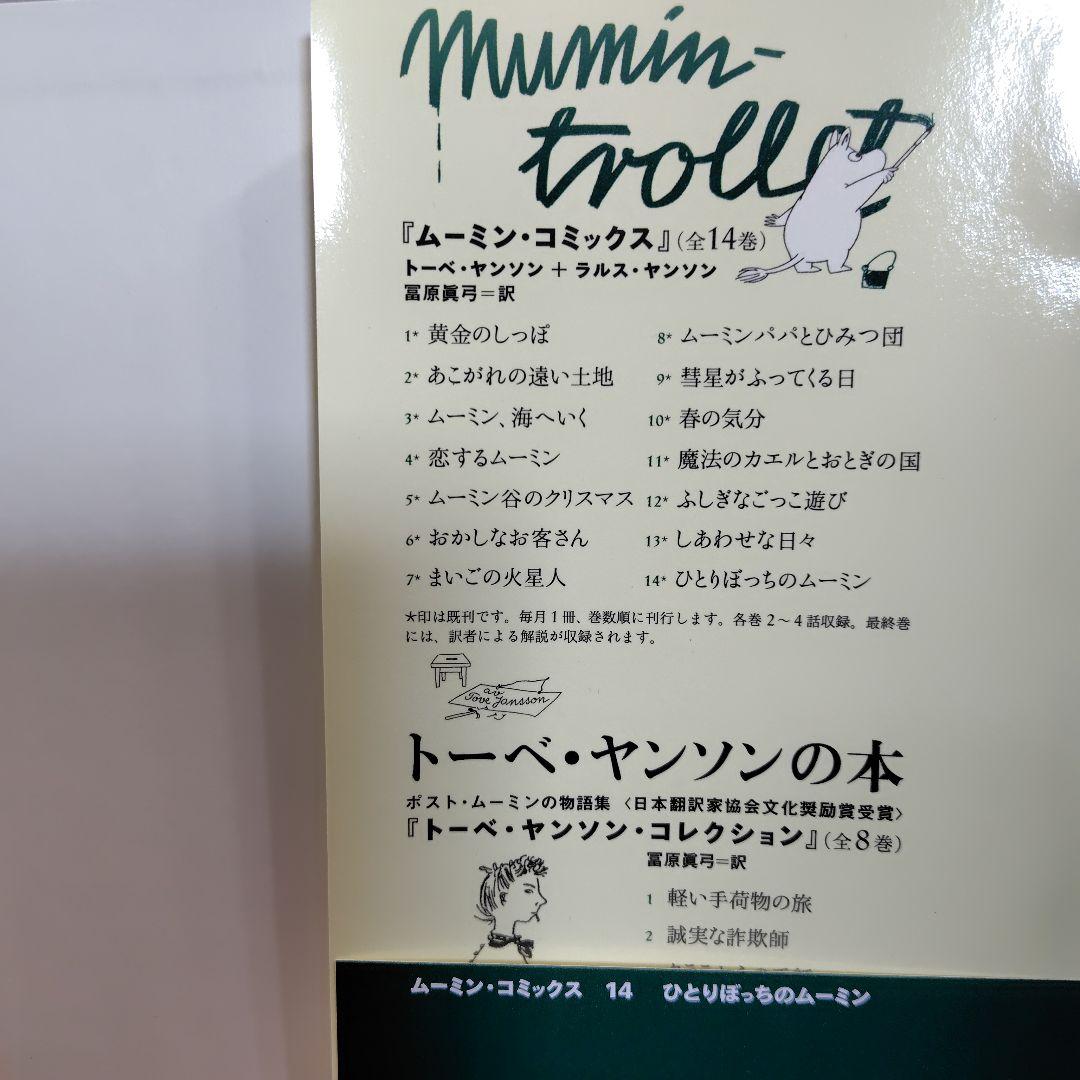 Mumin-
trollet
『ムーミン・コミックス』(全14巻)
トーベ・ヤンソン + ラルス・ヤンソン
冨原眞弓=訳
1* 黄金のしっぽ
2* あこがれの遠い土地
3* ムーミン、海へいく
4* 恋するムーミン
5* ムーミン谷のクリスマス
6* おかしなお客さん
7* まいごの火星人
8* ムーミンパパとひみつ団
9* 彗星がふってくる日
10* 春の気分
11* 魔法のカエルとおとぎの国
12* ふしぎなごっこ遊び
13* しあわせな日々
14* ひとりぼっちのムーミン
★印は既刊です。毎月1冊、巻数順に刊行します。各巻2〜4話収録。最終巻
には、訳者による解説が収録されます。
av
Tove Jansson
トーベ・ヤンソンの本
ポスト・ムーミンの物語集 〈日本翻訳家協会文化奨励賞受賞〉
『トーベ・ヤンソン・コレクション』(全8巻)
冨原眞弓=訳
1 軽い手荷物の旅
2 誠実な詐欺師
ムーミン・コミックス 14 ひとりぼっちのムーミン